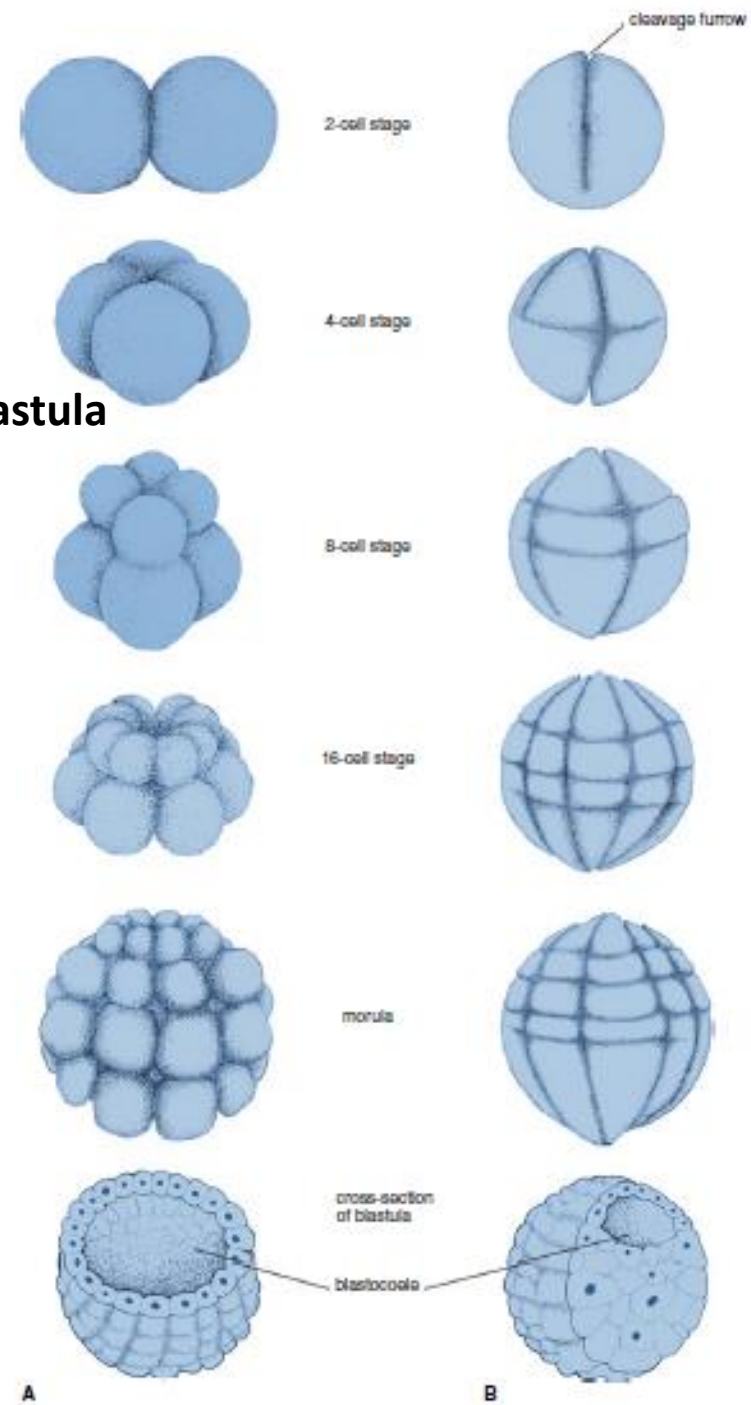 cleavage furrow
2-cell stage
4-cell stage
astula
8-cell stage
16-cell stage
morula
cross-section
of blastula
blastocoele
A
B